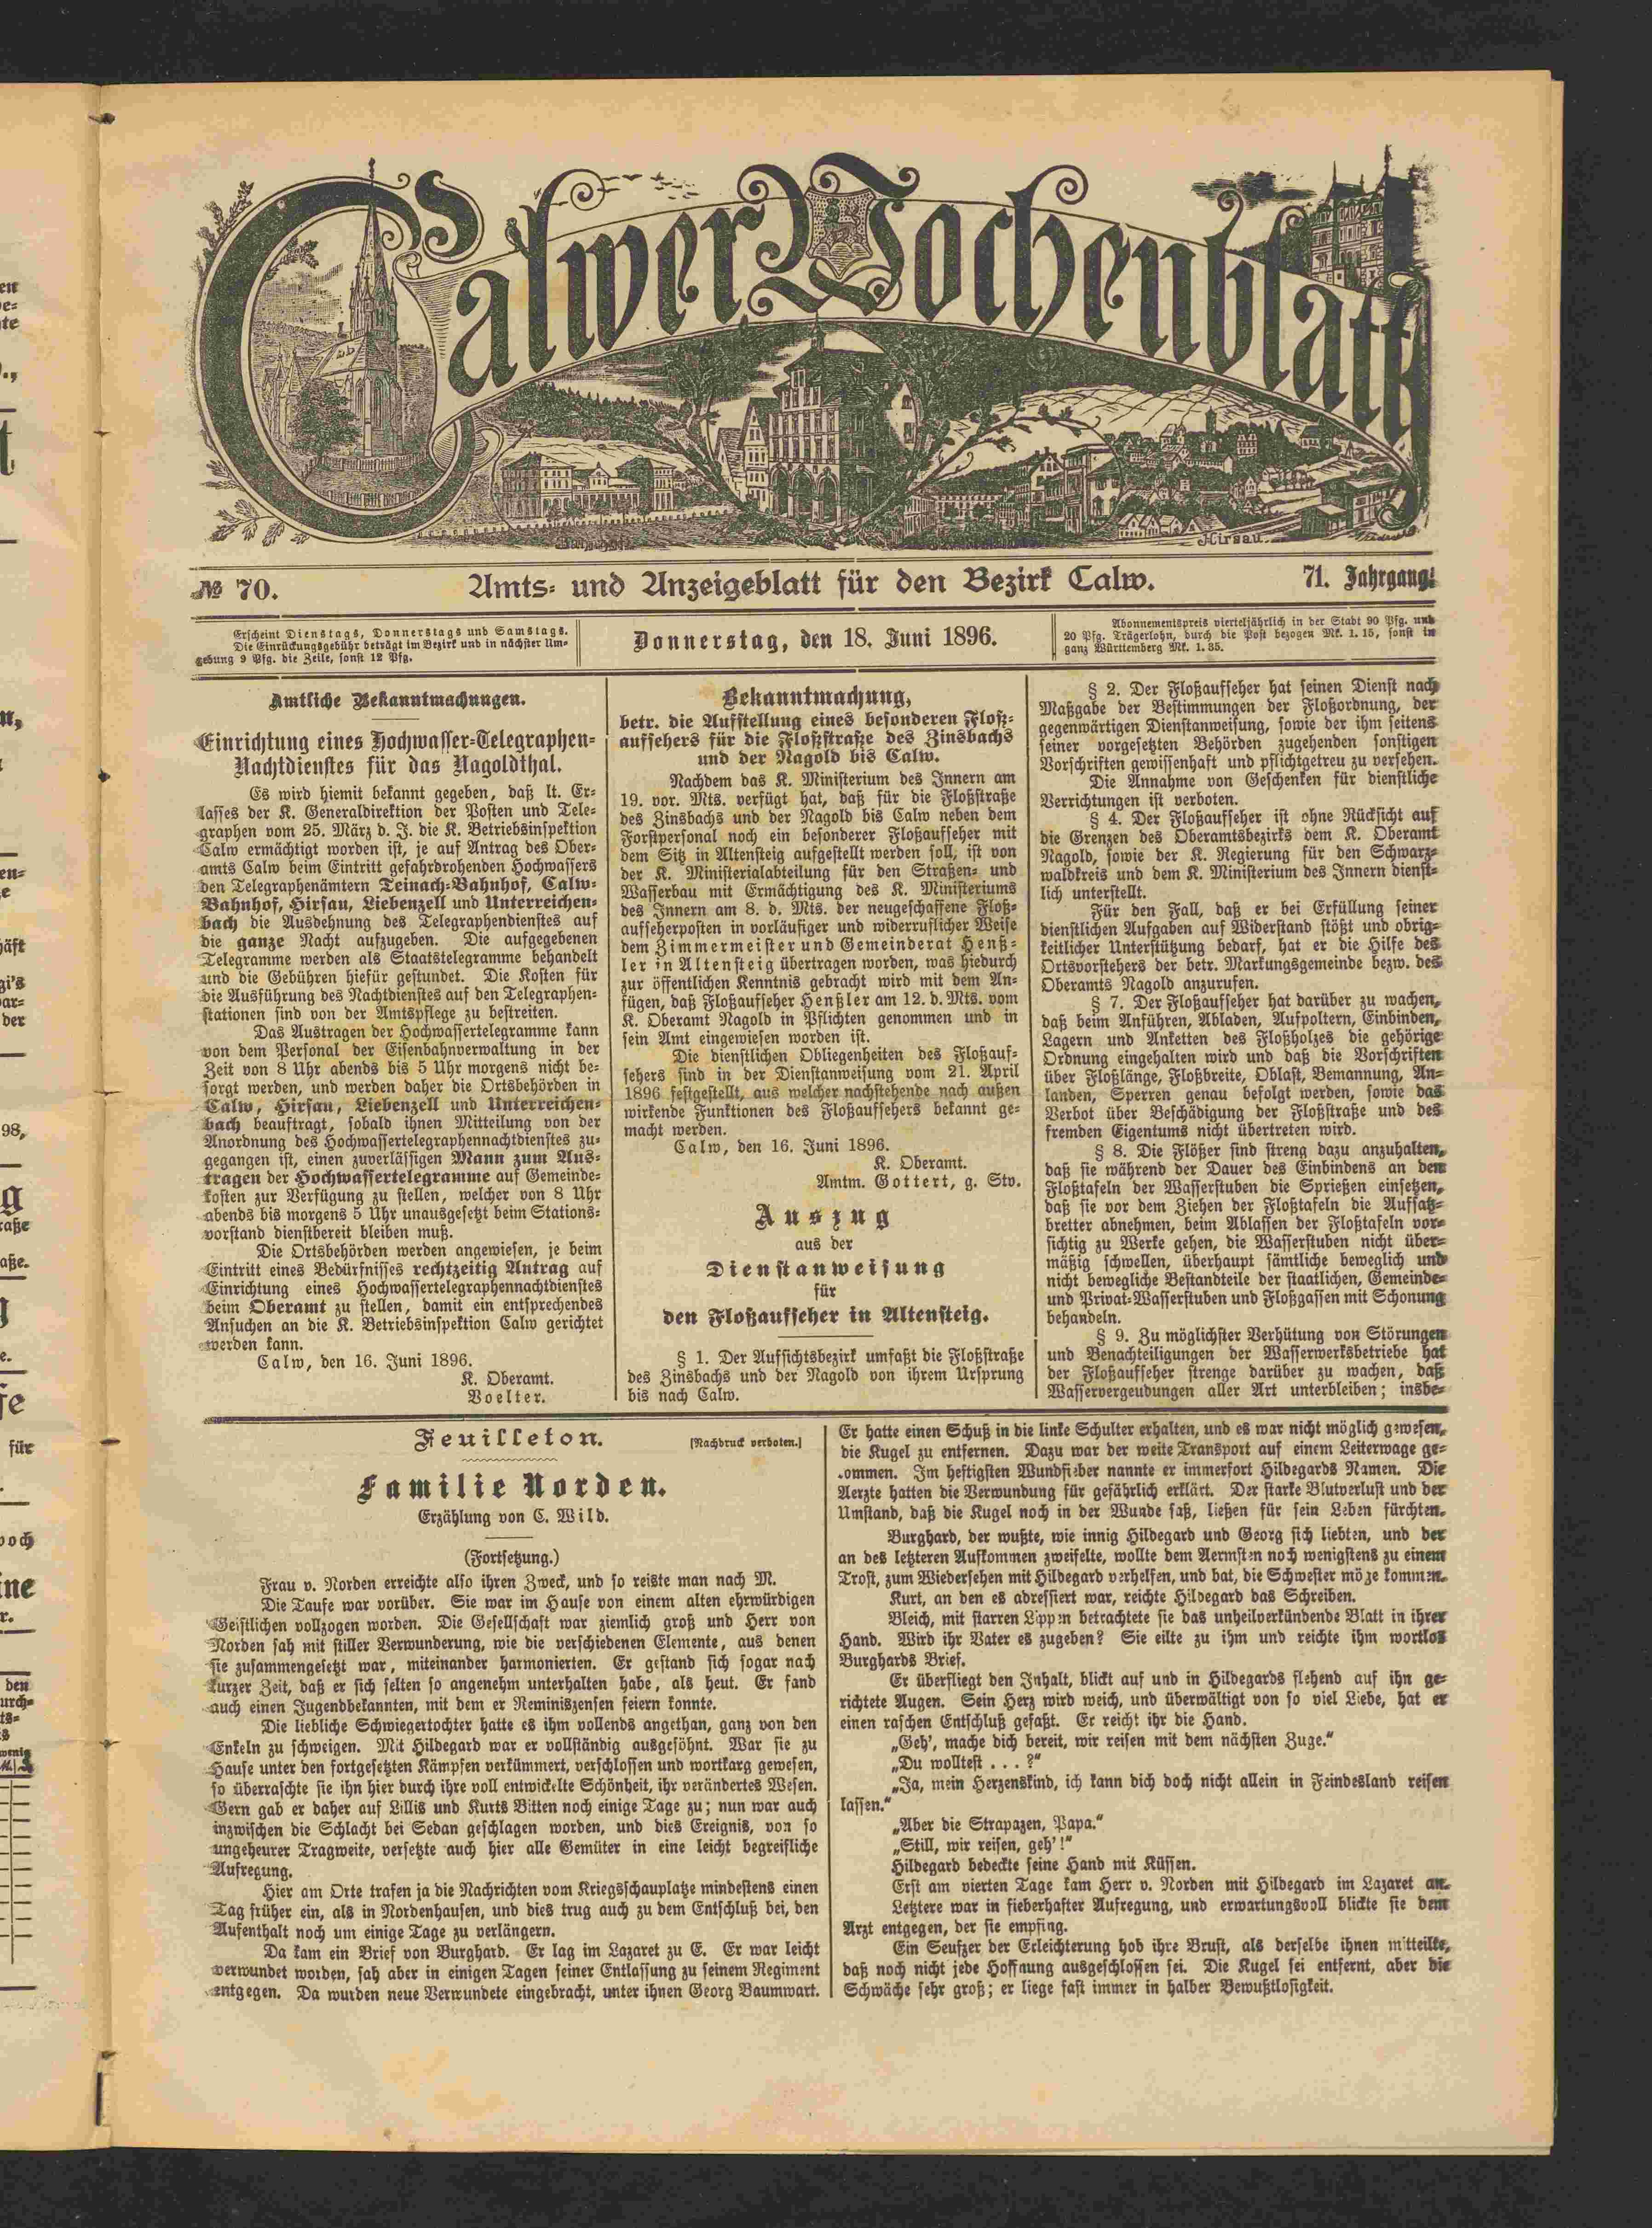 Calwer Wochenblatt
Hirsau.
№ 70.
Amts- und Anzeigeblatt für den Bezirk Calw.
71. Jahrgang.
Erscheint Dienstags, Donnerstags und Samstags.
Die Einrückungsgebühr beträgt im Bezirk und in nächster Um-
gebung 9 Pfg. die Zeile, sonst 12 Pfg.
Donnerstag, den 18. Juni 1896.
Abonnementspreis vierteljährlich in der Stadt 90 Pfg. und
20 Pfg. Trägerlohn, durch die Post bezogen Mk. 1. 15, sonst in
ganz Württemberg Mk. 1. 35.
Amtliche Bekanntmachungen.
Einrichtung eines Hochwasser-Telegraphen-
Nachtdienstes für das Nagoldthal.
Es wird hiemit bekannt gegeben, daß lt. Er-
lasses der K. Generaldirektion der Posten und Tele-
graphen vom 25. März d. J. die K. Betriebsinspektion
Calw ermächtigt worden ist, je auf Antrag des Ober-
amts Calw beim Eintritt gefahrdrohenden Hochwassers
den Telegraphenämtern Teinach-Bahnhof, Calw-
Bahnhof, Hirsau, Liebenzell und Unterreichen-
bach die Ausdehnung des Telegraphendienstes auf
die ganze Nacht aufzugeben. Die aufgegebenen
Telegramme werden als Staatstelegramme behandelt
und die Gebühren hiefür gestundet. Die Kosten für
die Ausführung des Nachtdienstes auf den Telegraphen-
stationen sind von der Amtspflege zu bestreiten.
Das Austragen der Hochwassertelegramme kann
von dem Personal der Eisenbahnverwaltung in der
Zeit von 8 Uhr abends bis 5 Uhr morgens nicht be-
sorgt werden, und werden daher die Ortsbehörden in
Calw, Hirsau, Liebenzell und Unterreichen-
bach beauftragt, sobald ihnen Mitteilung von der
Anordnung des Hochwassertelegraphennachtdienstes zu-
gegangen ist, einen zuverlässigen Mann zum Aus-
tragen der Hochwassertelegramme auf Gemeinde-
kosten zur Verfügung zu stellen, welcher von 8 Uhr
abends bis morgens 5 Uhr unausgesetzt beim Stations-
vorstand dienstbereit bleiben muß.
Die Ortsbehörden werden angewiesen, je beim
Eintritt eines Bedürfnisses rechtzeitig Antrag auf
Einrichtung eines Hochwassertelegraphennachtdienstes
beim Oberamt zu stellen, damit ein entsprechendes
Ansuchen an die K. Betriebsinspektion Calw gerichtet
werden kann.
Calw, den 16. Juni 1896.
K. Oberamt.
Voelter.
Bekanntmachung,
betr. die Aufstellung eines besonderen Floß-
aufsehers für die Floßstraße des Zinsbachs
und der Nagold bis Calw.
Nachdem das K. Ministerium des Innern am
19. vor. Mts. verfügt hat, daß für die Floßstraße
des Zinsbachs und der Nagold bis Calw neben dem
Forstpersonal noch ein besonderer Floßaufseher mit
dem Sitz in Altensteig aufgestellt werden soll, ist von
der K. Ministerialabteilung für den Straßen- und
Wasserbau mit Ermächtigung des K. Ministeriums
des Innern am 8. d. Mts. der neugeschaffene Floß-
aufseherposten in vorläufiger und widerruflicher Weise
dem Zimmermeister und Gemeinderat Henß-
ler in Altensteig übertragen worden, was hiedurch
zur öffentlichen Kenntnis gebracht wird mit dem An-
fügen, daß Floßaufseher Henßler am 12. d. Mts. vom
K. Oberamt Nagold in Pflichten genommen und in
sein Amt eingewiesen worden ist.
Die dienstlichen Obliegenheiten des Floßauf-
sehers sind in der Dienstanweisung vom 21. April
1896 festgestellt, aus welcher nachstehende nach außen
wirkende Funktionen des Floßaufsehers bekannt ge-
macht werden.
Calw, den 16. Juni 1896.
K. Oberamt.
Amtm. Gottert, g. Stv.
Auszug
aus der
Dienstanweisung
für
den Floßaufseher in Altensteig.
§ 1. Der Aufsichtsbezirk umfaßt die Floßstraße
des Zinsbachs und der Nagold von ihrem Ursprung
bis nach Calw.
§ 2. Der Floßaufseher hat seinen Dienst nach
Maßgabe der Bestimmungen der Floßordnung, der
gegenwärtigen Dienstanweisung, sowie der ihm seitens
seiner vorgesetzten Behörden zugehenden sonstigen
Vorschriften gewissenhaft und pflichtgetreu zu versehen.
Die Annahme von Geschenken für dienstliche
Verrichtungen ist verboten.
§ 4. Der Floßaufseher ist ohne Rücksicht auf
die Grenzen des Oberamtsbezirks dem K. Oberamt
Nagold, sowie der K. Regierung für den Schwarz-
waldkreis und dem K. Ministerium des Innern dienst-
lich unterstellt.
Für den Fall, daß er bei Erfüllung seiner
dienstlichen Aufgaben auf Widerstand stößt und obrig-
keitlicher Unterstützung bedarf, hat er die Hilfe des
Ortsvorstehers der betr. Markungsgemeinde bezw. des
Oberamts Nagold anzurufen.
§ 7. Der Floßaufseher hat darüber zu wachen,
daß beim Anführen, Abladen, Aufpoltern, Einbinden,
Lagern und Anketten des Floßholzes die gehörige
Ordnung eingehalten wird und daß die Vorschriften
über Floßlänge, Floßbreite, Oblast, Bemannung, An-
landen, Sperren genau befolgt werden, sowie das
Verbot über Beschädigung der Floßstraße und des
fremden Eigentums nicht übertreten wird.
§ 8. Die Flößer sind streng dazu anzuhalten,
daß sie während der Dauer des Einbindens an dem
Floßtafeln der Wasserstuben die Sprießen einsetzen,
daß sie vor dem Ziehen der Floßtafeln die Aufsatz-
bretter abnehmen, beim Ablassen der Floßtafeln vor-
sichtig zu Werke gehen, die Wasserstuben nicht über-
mäßig schwellen, überhaupt sämtliche beweglich und
nicht bewegliche Bestandteile der staatlichen, Gemeinde-
und Privat-Wasserstuben und Floßgassen mit Schonung
behandeln.
§ 9. Zu möglichster Verhütung von Störungen
und Benachteiligungen der Wasserwerksbetriebe hat
der Floßaufseher strenge darüber zu wachen, daß
Wasservergeudungen aller Art unterbleiben; insbe-
Feuilleton.
[Nachdruck verboten.]
Familie Norden.
Erzählung von C. Wild.
(Fortsetzung.)
Frau v. Norden erreichte also ihren Zweck, und so reiste man nach M.
Die Taufe war vorüber. Sie war im Hause von einem alten ehrwürdigen
Geistlichen vollzogen worden. Die Gesellschaft war ziemlich groß und Herr von
Norden sah mit stiller Verwunderung, wie die verschiedenen Elemente, aus denen
sie zusammengesetzt war, miteinander harmonierten. Er gestand sich sogar nach
kurzer Zeit, daß er sich selten so angenehm unterhalten habe, als heut. Er fand
auch einen Jugendbekannten, mit dem er Reminiszensen feiern konnte.
Die liebliche Schwiegertochter hatte es ihm vollends angethan, ganz von den
Enkeln zu schweigen. Mit Hildegard war er vollständig ausgesöhnt. War sie zu
Hause unter den fortgesetzten Kämpfen verkümmert, verschlossen und wortkarg gewesen,
so überraschte sie ihn hier durch ihre voll entwickelte Schönheit, ihr verändertes Wesen.
Gern gab er daher auf Lillis und Kurts Bitten noch einige Tage zu; nun war auch
inzwischen die Schlacht bei Sedan geschlagen worden, und dies Ereignis, von so
ungeheurer Tragweite, versetzte auch hier alle Gemüter in eine leicht begreifliche
Aufregung.
Hier am Orte trafen ja die Nachrichten vom Kriegsschauplatze mindestens einen
Tag früher ein, als in Nordenhausen, und dies trug auch zu dem Entschluß bei, den
Aufenthalt noch um einige Tage zu verlängern.
Da kam ein Brief von Burghard. Er lag im Lazaret zu E. Er war leicht
verwundet worden, sah aber in einigen Tagen seiner Entlassung zu seinem Regiment
entgegen. Da wurden neue Verwundete eingebracht, unter ihnen Georg Baumwart.
Er hatte einen Schuß in die linke Schulter erhalten, und es war nicht möglich gewesen,
die Kugel zu entfernen. Dazu war der weite Transport auf einem Leiterwage ge-
.ommen. Im heftigsten Wundfieber nannte er immerfort Hildegards Namen. Die
Aerzte hatten die Verwundung für gefährlich erklärt. Der starke Blutverlust und der
Umstand, daß die Kugel noch in der Wunde saß, ließen für sein Leben fürchten.
Burghard, der wußte, wie innig Hildegard und Georg sich liebten, und der
an des letzteren Aufkommen zweifelte, wollte dem Aermsten noch wenigstens zu einem
Trost, zum Wiedersehen mit Hildegard verhelfen, und bat, die Schwester möge kommen.
Kurt, an den es adressiert war, reichte Hildegard das Schreiben.
Bleich, mit starren Lippen betrachtete sie das unheilverkündende Blatt in ihrer
Hand. Wird ihr Vater es zugeben? Sie eilte zu ihm und reichte ihm wortlos
Burghards Brief.
Er überfliegt den Inhalt, blickt auf und in Hildegards flehend auf ihn ge-
richtete Augen. Sein Herz wird weich, und überwältigt von so viel Liebe, hat er
einen raschen Entschluß gefaßt. Er reicht ihr die Hand.
„Geh', mache dich bereit, wir reisen mit dem nächsten Zuge.“
„Du wolltest . . . ?“
„Ja, mein Herzenskind, ich kann dich doch nicht allein in Feindesland reisen
lassen.“
„Aber die Strapazen, Papa.“
„Still, wir reisen, geh'!“
Hildegard bedeckte seine Hand mit Küssen.
Erst am vierten Tage kam Herr v. Norden mit Hildegard im Lazaret an.
Letztere war in fieberhafter Aufregung, und erwartungsvoll blickte sie dem
Arzt entgegen, der sie empfing.
Ein Seufzer der Erleichterung hob ihre Brust, als derselbe ihnen mitteilte,
daß noch nicht jede Hoffnung ausgeschlossen sei. Die Kugel sei entfernt, aber die
Schwäche sehr groß; er liege fast immer in halber Bewußtlosigkeit.